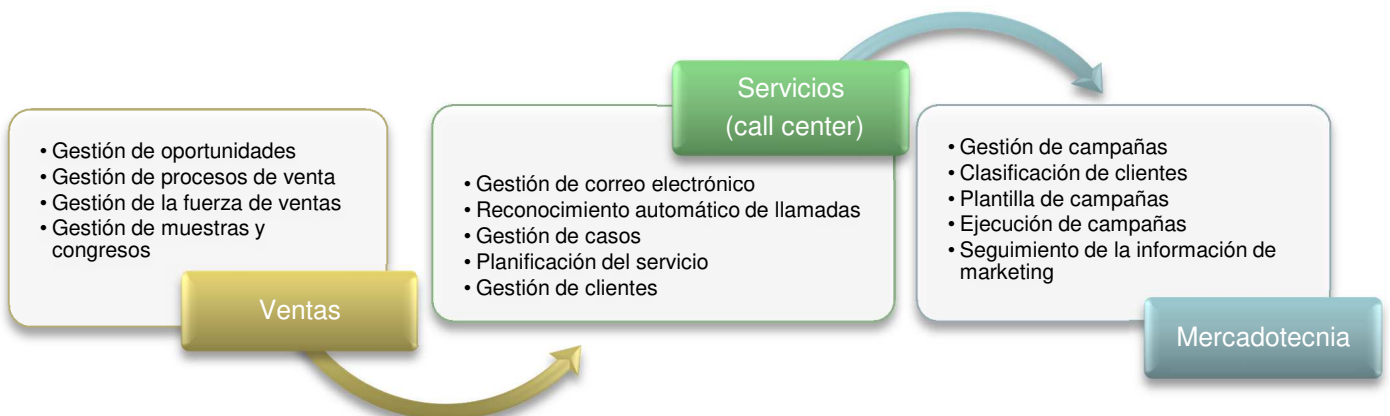 • Gestión de oportunidades
• Gestión de procesos de venta
• Gestión de la fuerza de ventas
• Gestión de muestras y
congresos
Ventas
Servicios
(call center)
• Gestión de correo electrónico
• Reconocimiento automático de llamadas
• Gestión de casos
• Planificación del servicio
• Gestión de clientes
• Gestión de campañas
• Clasificación de clientes
• Plantilla de campañas
• Ejecución de campañas
• Seguimiento de la información de
marketing
Mercadotecnia